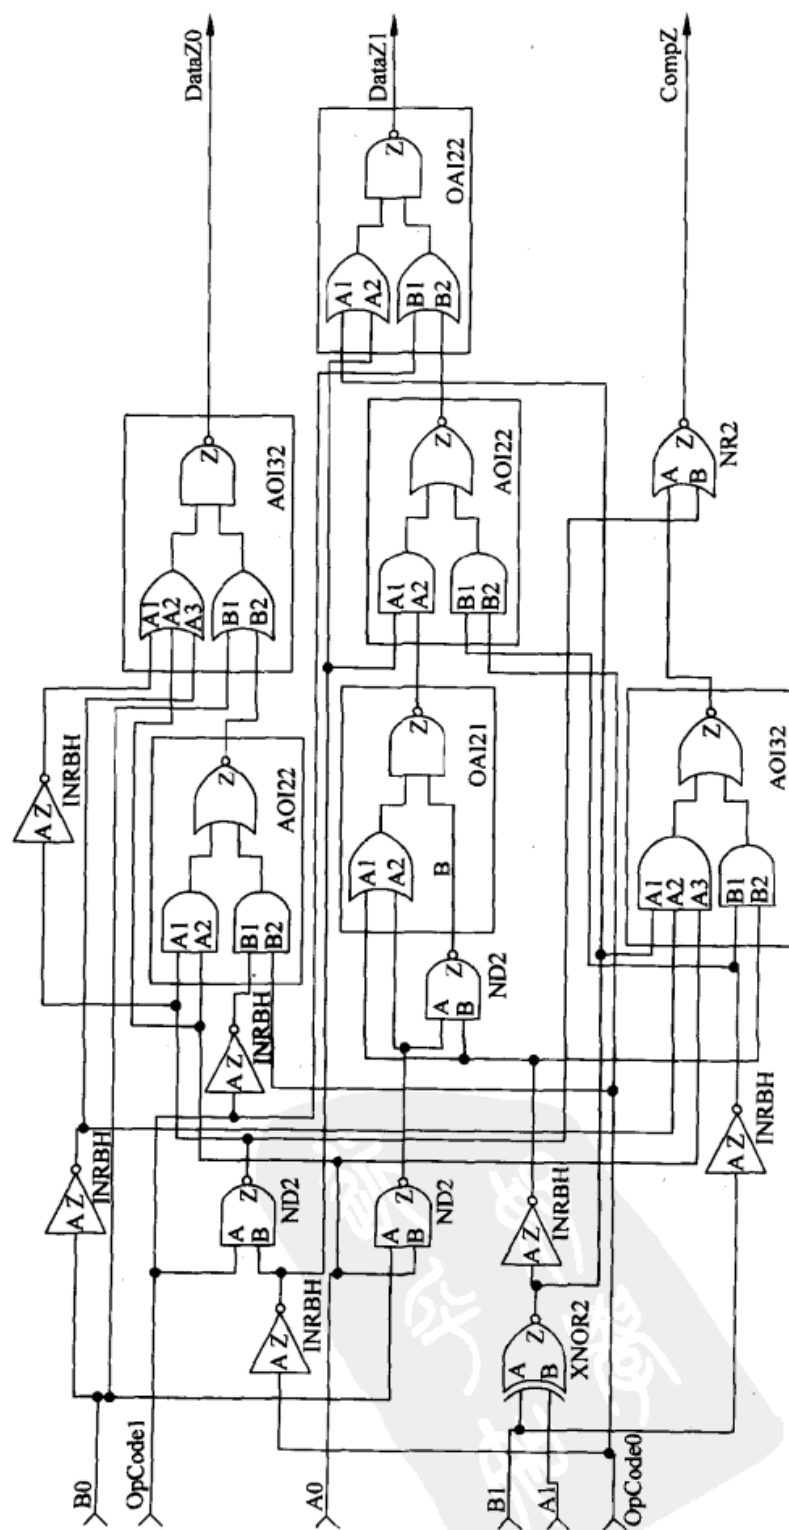 B0
OpCode1
A0
B1
A1
OpCode0
A Z
INRBH
A Z
INRBH
A
B
Z
ND2
A Z
INRBH
A
B
Z
ND2
A
B
Z
XNOR2
A Z
INRBH
A Z
INRBH
A Z
INRBH
A Z
INRBH
A1
A2
B1
B2
Z
AOI22
A
B
Z
ND2
A1
A2
B
Z
OAI21
A1
A2
A3
B1
B2
Z
AOI32
A1
A2
A3
B1
B2
Z
AOI32
A1
A2
B1
B2
Z
AOI22
A
B
Z
NR2
A1
A2
B1
B2
Z
OAI22
DataZ0
DataZ1
CompZ